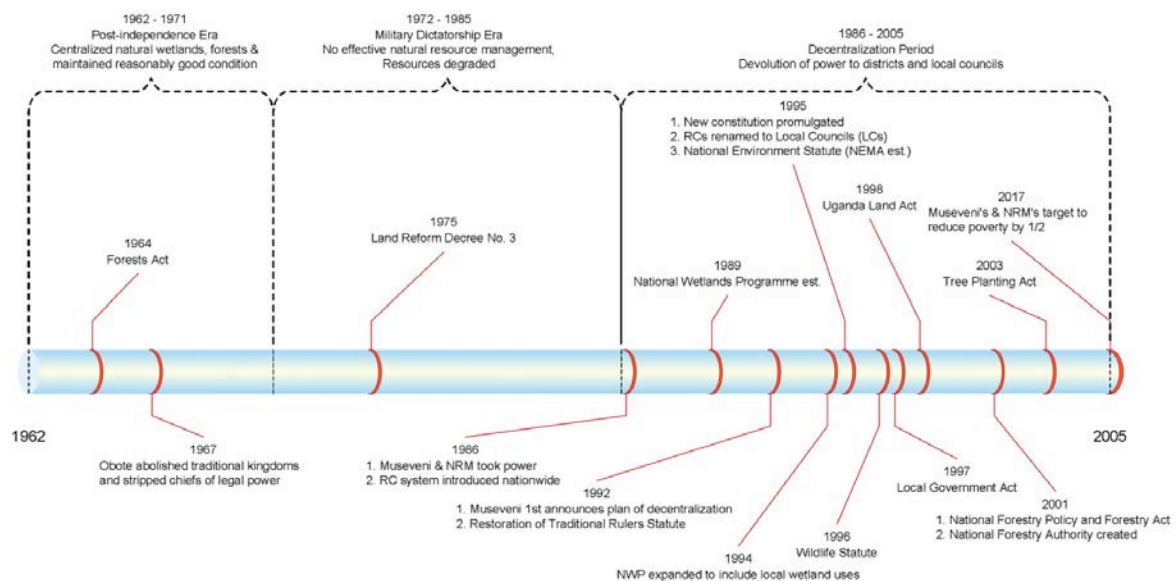 1962 - 1971
Post-independence Era
Centralized natural wetlands, forests &
maintained reasonably good condition
1972 - 1985
Military Dictatorship Era
No effective natural resource management,
Resources degraded
1986 - 2005
Decentralization Period
Devolution of power to districts and local councils
1995
1. New constitution promulgated
2. RCs renamed to Local Councils (LCs)
3. National Environment Statute (NEMA est.)
1998
Uganda Land Act
2017
Museveni's & NRM's target to
reduce poverty by 1/2
1964
Forests Act
1975
Land Reform Decree No. 3
1989
National Wetlands Programme est.
2003
Tree Planting Act
1962
2005
1967
Obote abolished traditional kingdoms
and stripped chiefs of legal power
1986
1. Museveni & NRM took power
2. RC system introduced nationwide
1992
1. Museveni 1st announces plan of decentralization
2. Restoration of Traditional Rulers Statute
1994
NWP expanded to include local wetland uses
1996
Wildlife Statute
1997
Local Government Act
2001
1. National Forestry Policy and Forestry Act
2. National Forestry Authority created